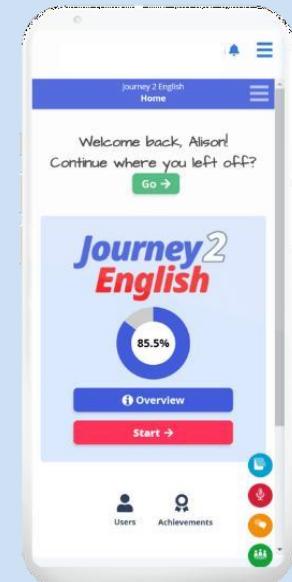 Journey 2 English
Home
Welcome back, Alison!
Continue where you left off?
Go →
Journey 2
English
85.5%
Overview
Start →
Users Achievements